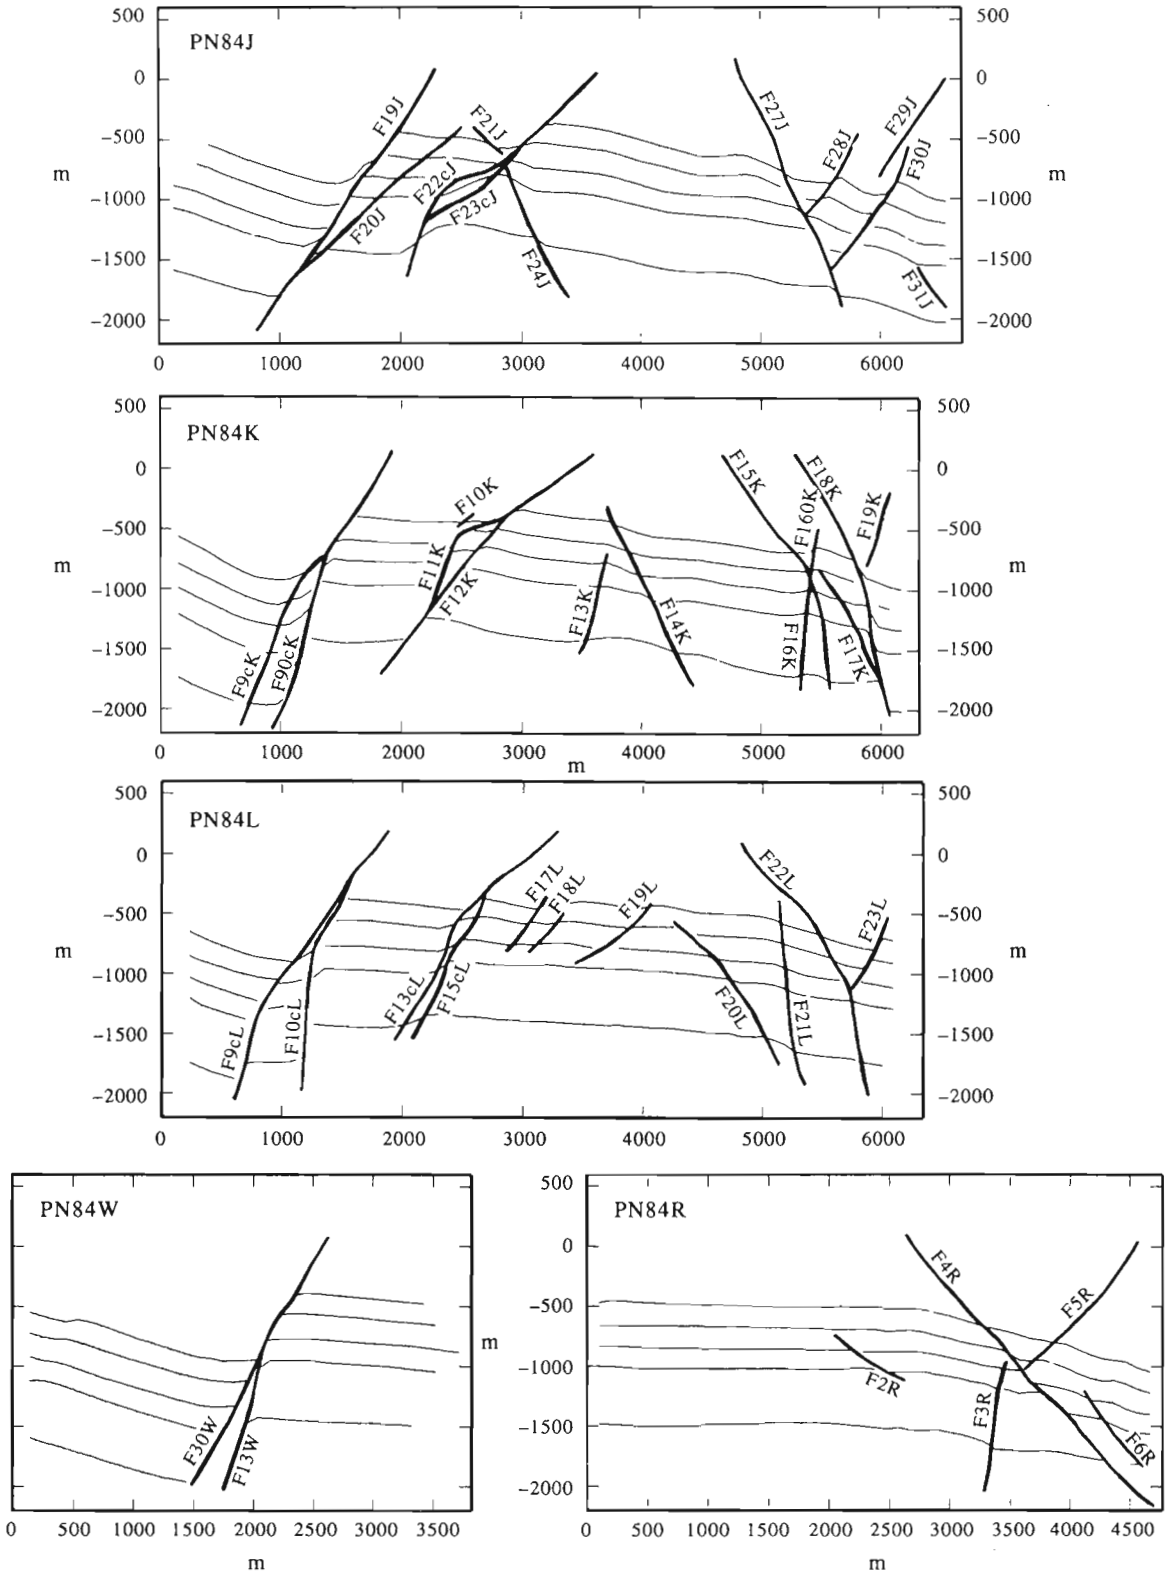 500 500
PN84J
0 0
F19J F21J F27J F28J F29J
−500 −500
F22cJ F30J
m m
−1000 −1000
F20J F23cJ
−1500 −1500
F24J F31J
−2000 −2000
0 1000 2000 3000 4000 5000 6000
500 500
PN84K
0 0
F10K F15K F18K
−500 −500
F160K F19K
m m
F11K F12K
−1000 −1000
F13K F14K
−1500 −1500
F9cK F90cK F16K F17K
−2000 −2000
0 1000 2000 3000 4000 5000 6000
m
500 500
PN84L
0 0
F17L F18L F19L F22L
−500 −500
F23L
m m
−1000 −1000
F13cL F15cL
−1500 −1500
F9cL F10cL F20L F21L
−2000 −2000
0 1000 2000 3000 4000 5000 6000
PN84W
F30W F13W
0 500 1000 1500 2000 2500 3000 3500
m
500
PN84R
0
F4R
−500
F5R
m
−1000
F2R
F3R
−1500
F6R
−2000
0 500 1000 1500 2000 2500 3000 3500 4000 4500
m